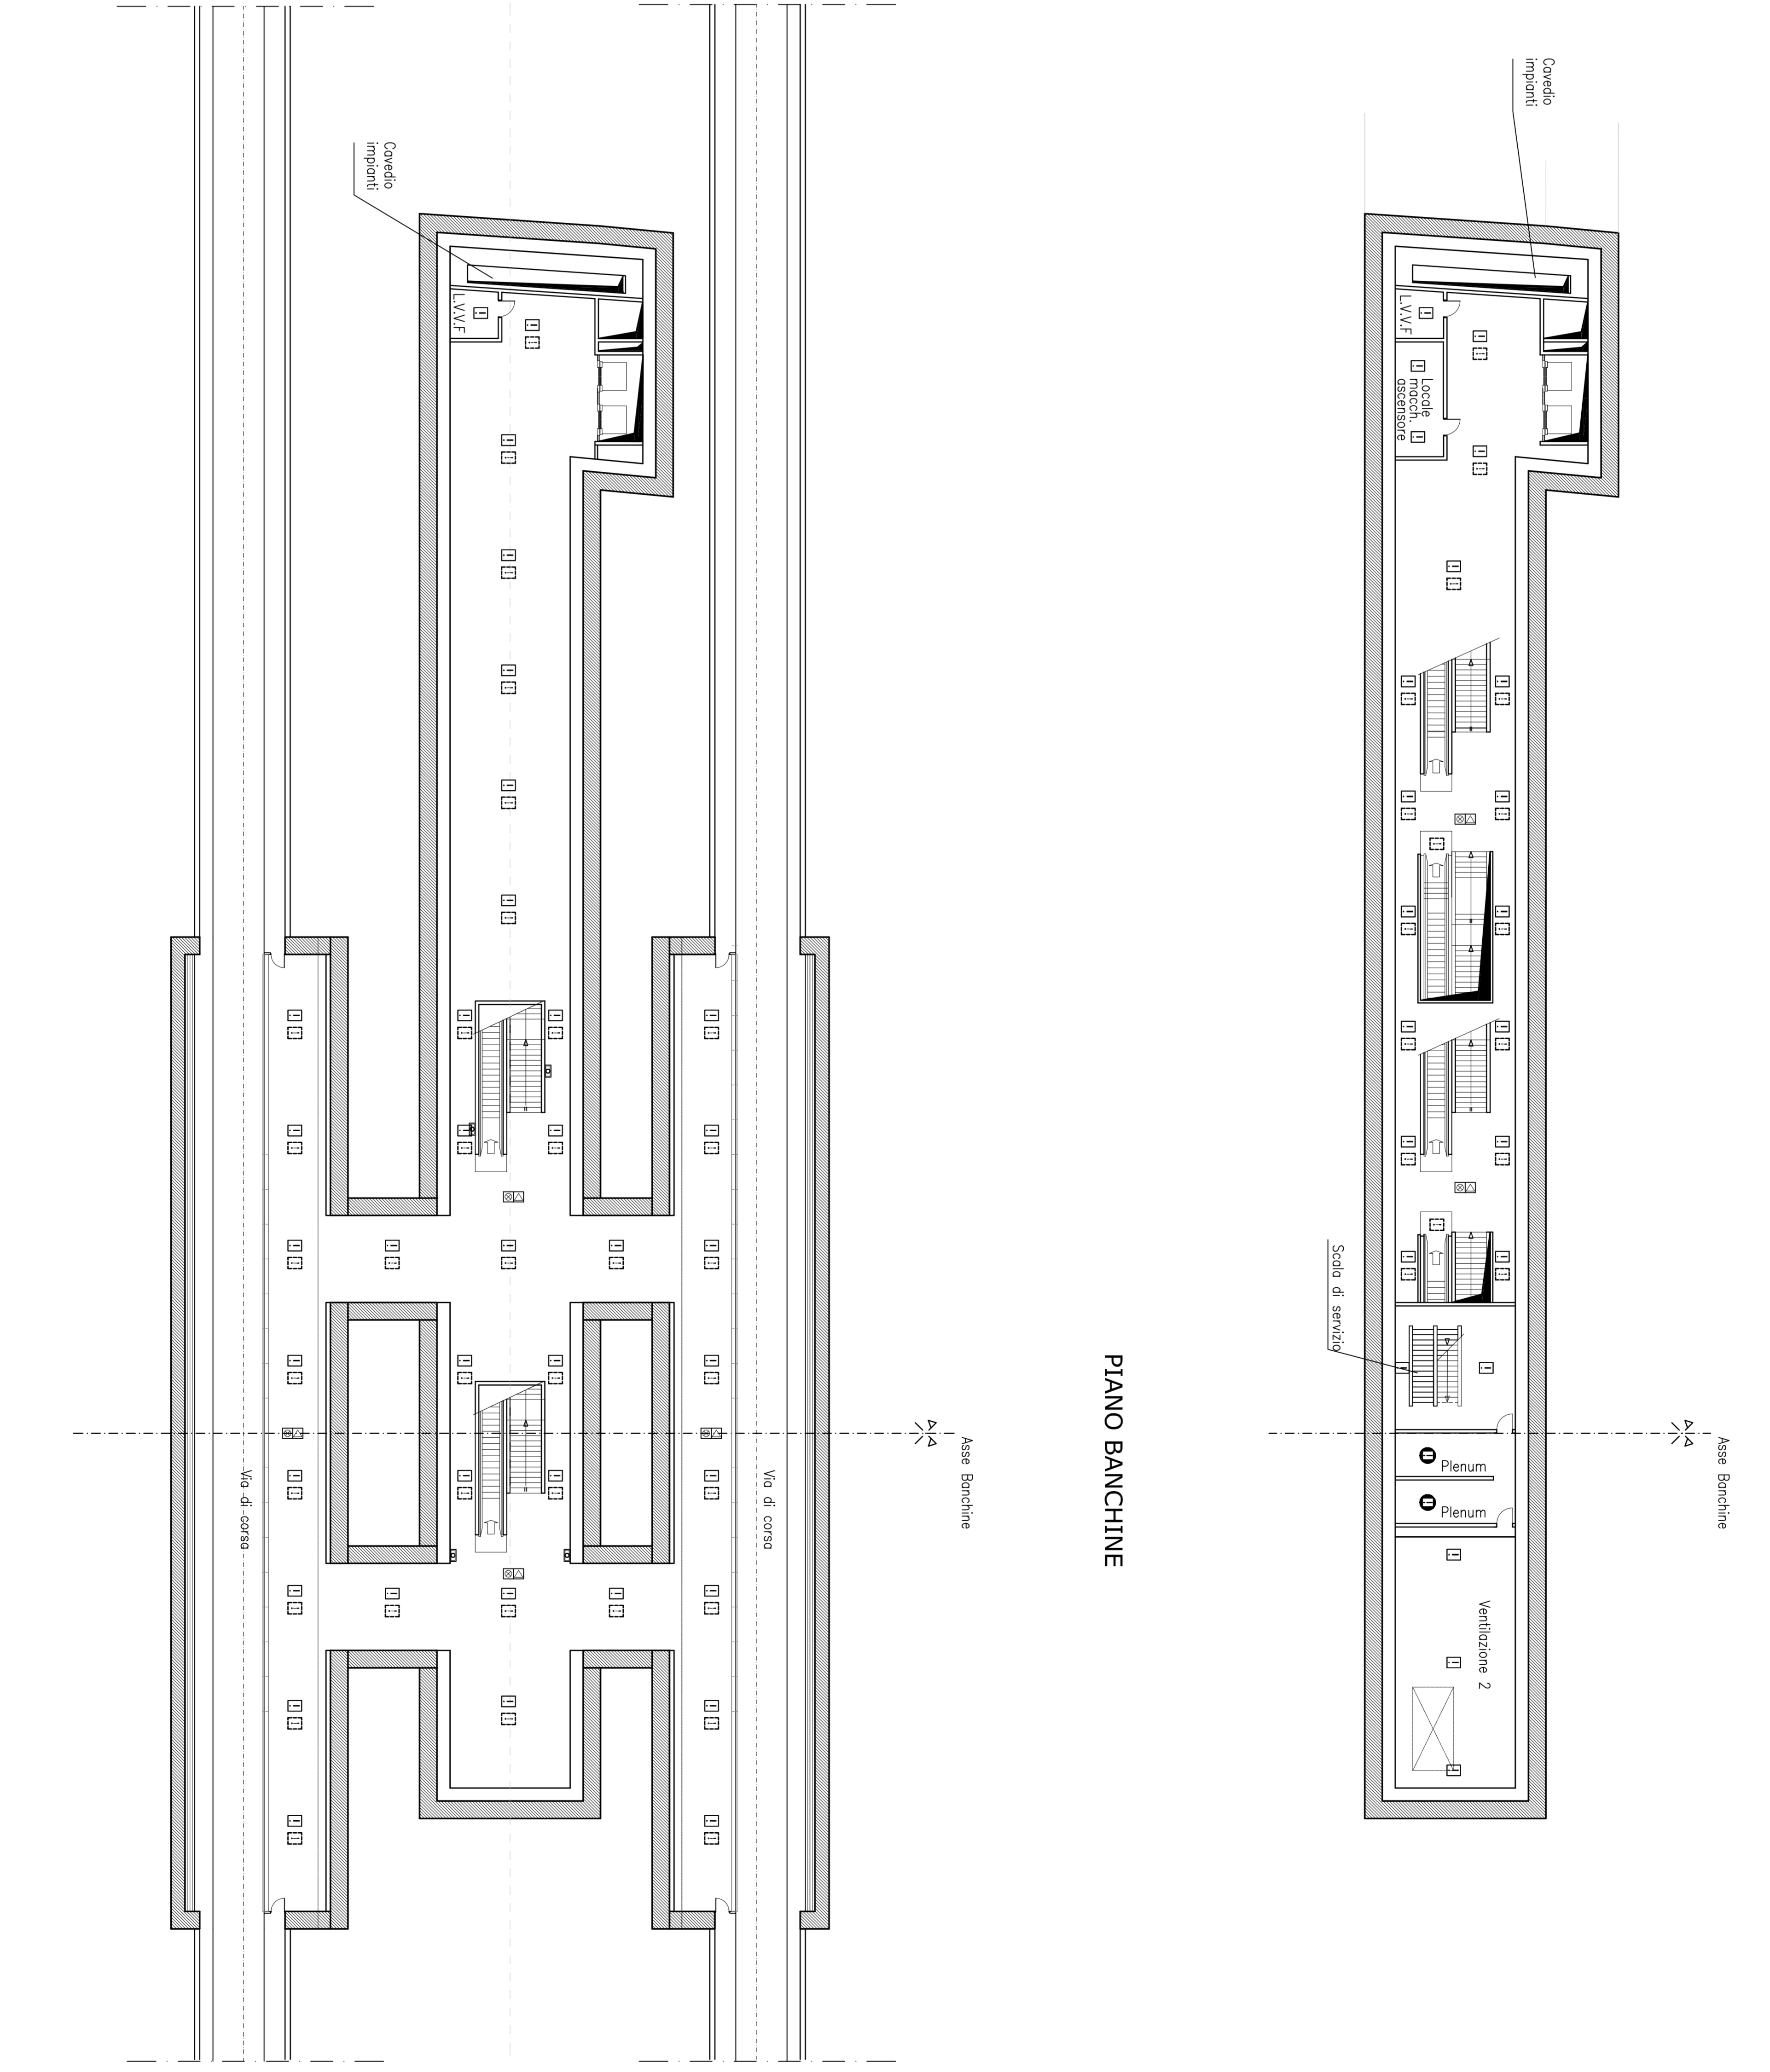 Cavedio
impianti
L.V.V.F
Locale
macch.
ascensore
Scala di servizio
Plenum
Plenum
Ventilazione 2
Asse Banchine
PIANO BANCHINE
Cavedio
impianti
L.V.V.F
Via di corsa
Via di corsa
Asse Banchine